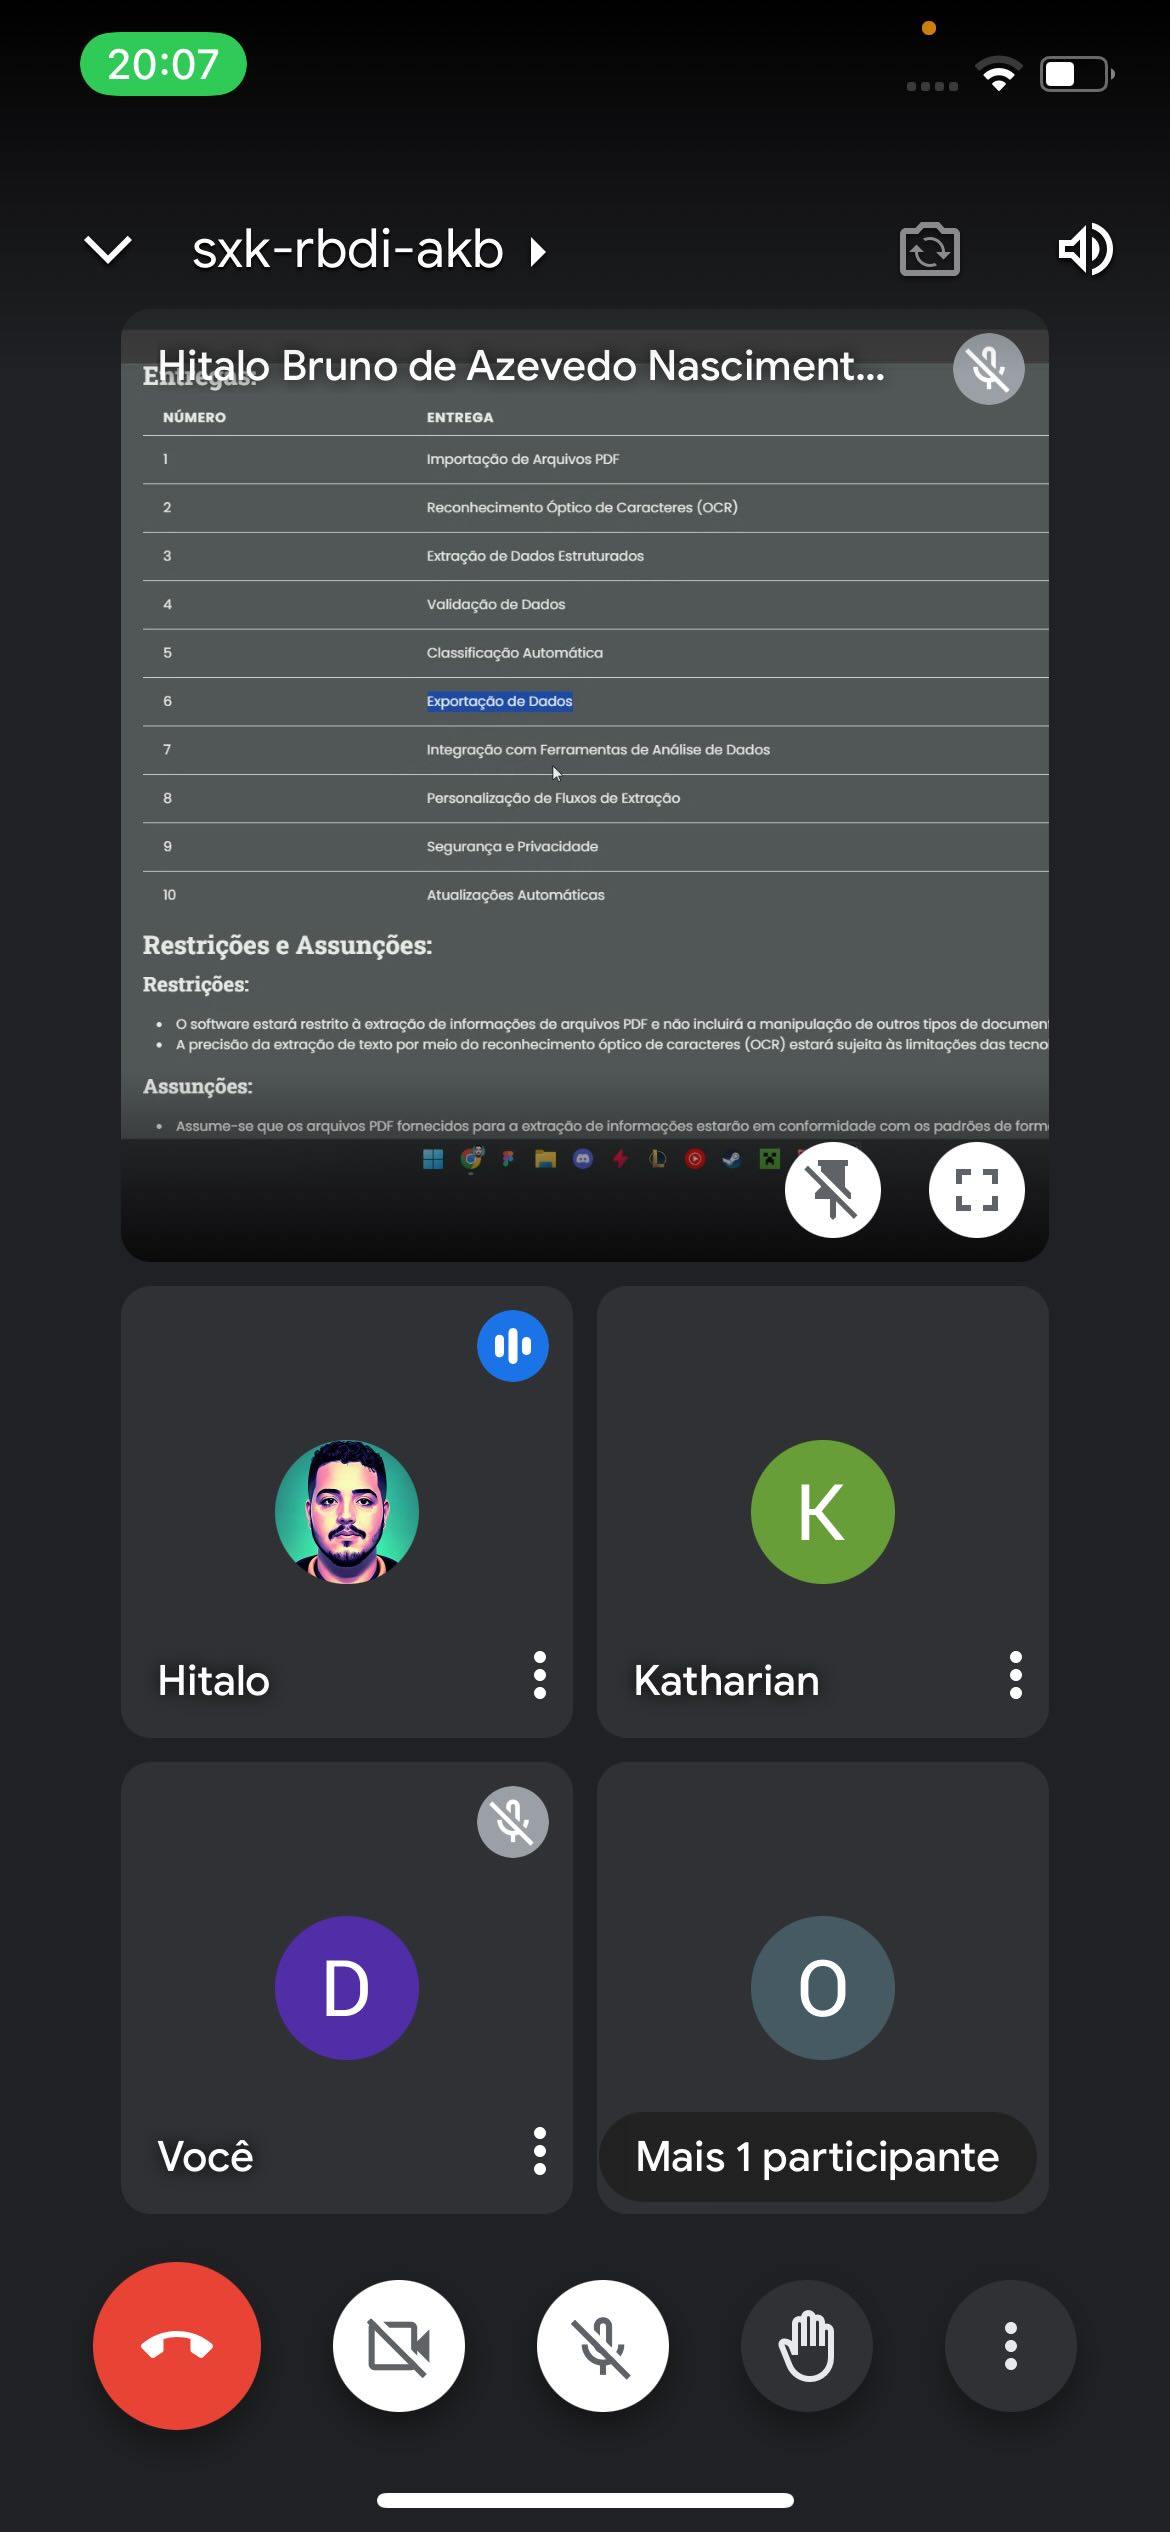 20:07
sxk-rbdi-akb
Hitalo Bruno de Azevedo Nasciment...
Entregas:
NÚMERO ENTREGA
1 Importação de Arquivos PDF
2 Reconhecimento Óptico de Caracteres (OCR)
3 Extração de Dados Estruturados
4 Validação de Dados
5 Classificação Automática
6 Exportação de Dados
7 Integração com Ferramentas de Análise de Dados
8 Personalização de Fluxos de Extração
9 Segurança e Privacidade
10 Atualizações Automáticas
Restrições e Assunções:
Restrições:
• O software estará restrito à extração de informações de arquivos PDF e não incluirá a manipulação de outros tipos de document
• A precisão da extração de texto por meio do reconhecimento óptico de caracteres (OCR) estará sujeita às limitações das tecno
Assunções:
• Assume-se que os arquivos PDF fornecidos para a extração de informações estarão em conformidade com os padrões de form
K
Hitalo
Katharian
D
O
Você
Mais 1 participante